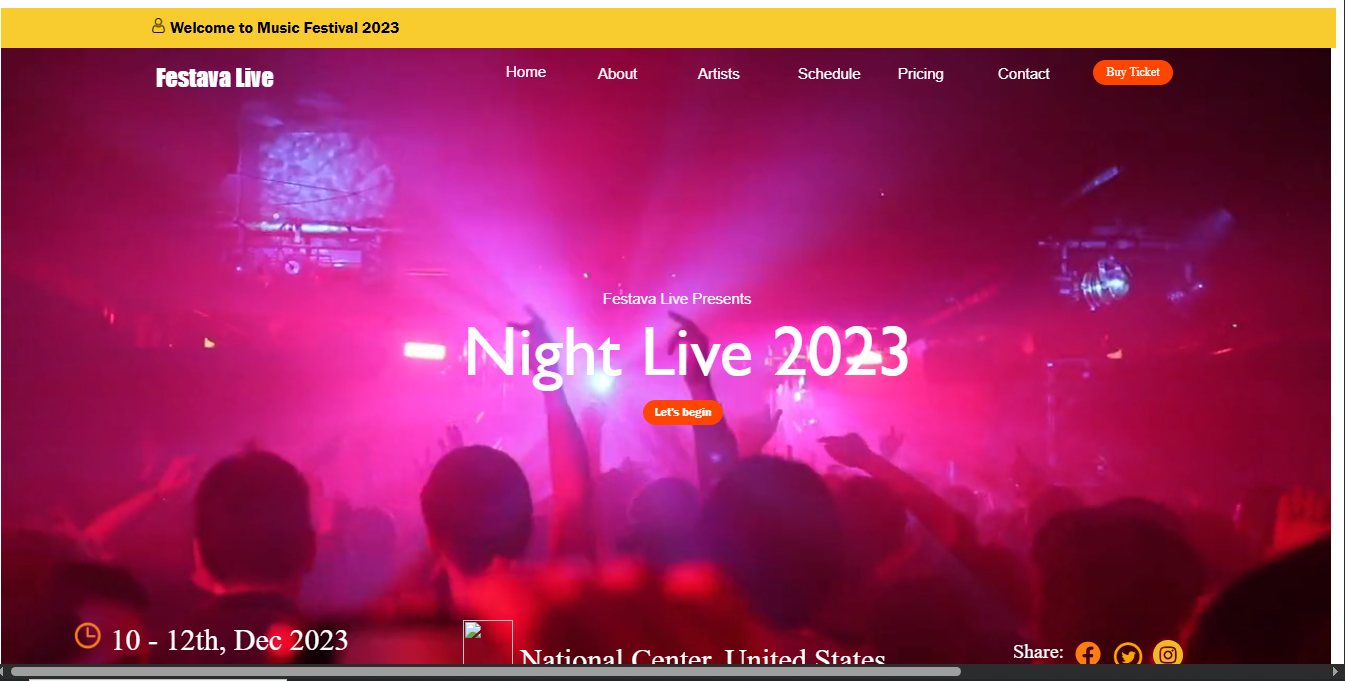 Welcome to Music Festival 2023
Festava Live
Home About Artists Schedule Pricing Contact Buy Ticket
Festava Live Presents
Night Live 2023
Let's begin
10 - 12th, Dec 2023
National Center, United States
Share: